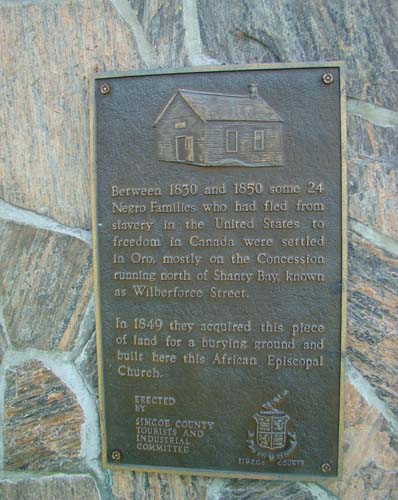 Between 1830 and 1850 some 24
Negro Families who had fled from
slavery in the United States to
freedom in Canada were settled
in Oro, mostly on the Concession
running north of Shanty Bay, known
as Wilberforce Street.
In 1849 they acquired this piece
of land for a burying ground and
built here this African Episcopal
Church.
ERECTED
BY
SIMCOE COUNTY
TOURISTS AND
INDUSTRIAL
COMMITTEE
SIMCOE COUNTY